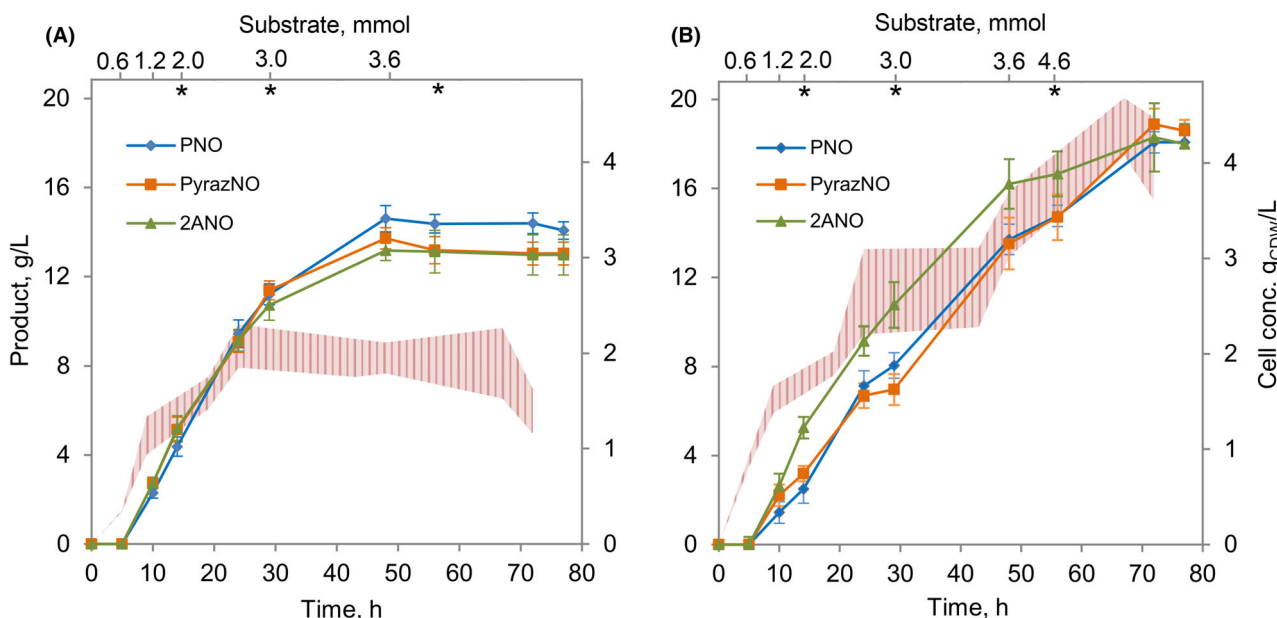 (A)
Substrate, mmol
0.6 1.2 2.0 3.0 3.6
* * *
20
16
12
8
4
0
Product, g/L
PNO
PyrazNO
2ANO
4
3
2
1
0
0 10 20 30 40 50 60 70 80
Time, h
(B)
Substrate, mmol
0.6 1.2 2.0 3.0 3.6 4.6
* * *
20
16
12
8
4
0
PNO
PyrazNO
2ANO
4
3
2
1
0
Cell conc. gCDW/L
0 10 20 30 40 50 60 70 80
Time, h